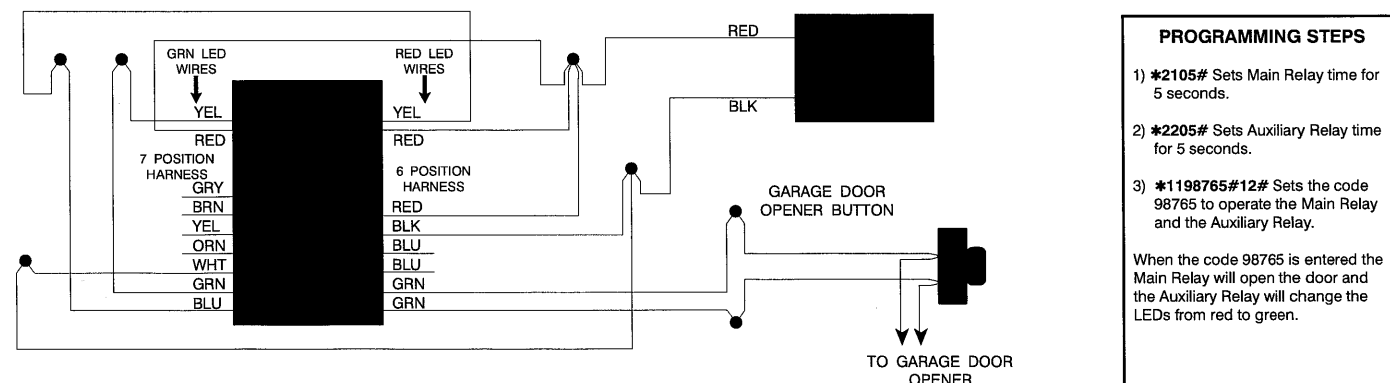 GRN LED
WIRES
RED LED
WIRES
YEL
RED
7 POSITION
HARNESS
GRY
BRN
YEL
ORN
WHT
GRN
BLU
YEL
RED
6 POSITION
HARNESS
RED
BLK
BLU
BLU
GRN
GRN
RED
BLK
GARAGE DOOR
OPENER BUTTON
TO GARAGE DOOR
OPENER
PROGRAMMING STEPS
1) *2105# Sets Main Relay time for
5 seconds.
2) *2205# Sets Auxiliary Relay time
for 5 seconds.
3) *1198765#12# Sets the code
98765 to operate the Main Relay
and the Auxiliary Relay.
When the code 98765 is entered the
Main Relay will open the door and
the Auxiliary Relay will change the
LEDs from red to green.